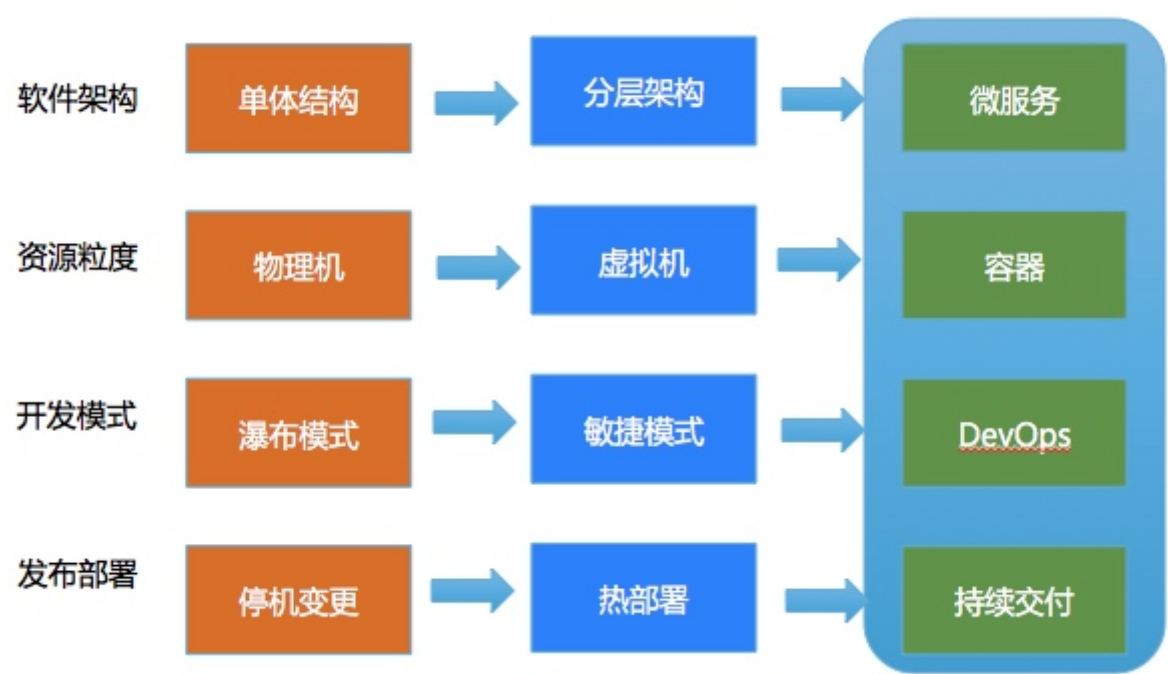 软件架构
单体结构
分层架构
微服务
资源粒度
物理机
虚拟机
容器
开发模式
瀑布模式
敏捷模式
DevOps
发布部署
停机变更
热部署
持续交付